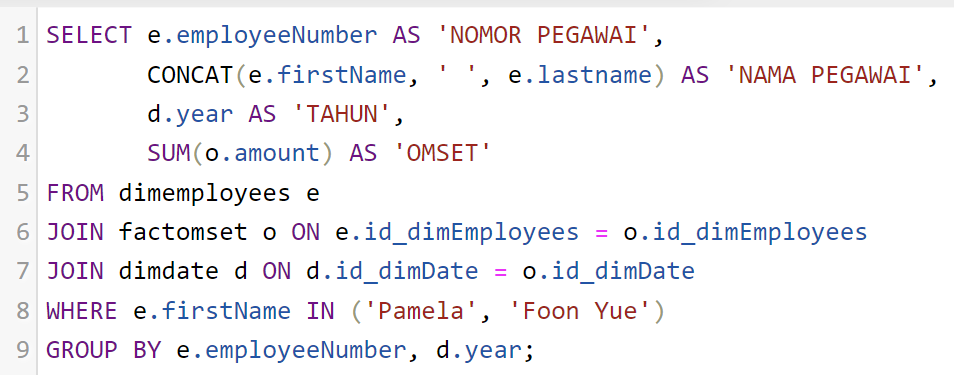 1 SELECT e.employeeNumber AS 'NOMOR PEGAWAI',
2 CONCAT(e.firstName, ' ', e.lastname) AS 'NAMA PEGAWAI',
3 d.year AS 'TAHUN',
4 SUM(o.amount) AS 'OMSET'
5 FROM dimemployees e
6 JOIN factomset o ON e.id_dimEmployees = o.id_dimEmployees
7 JOIN dimdate d ON d.id_dimDate = o.id_dimDate
8 WHERE e.firstName IN ('Pamela', 'Foon Yue')
9 GROUP BY e.employeeNumber, d.year;